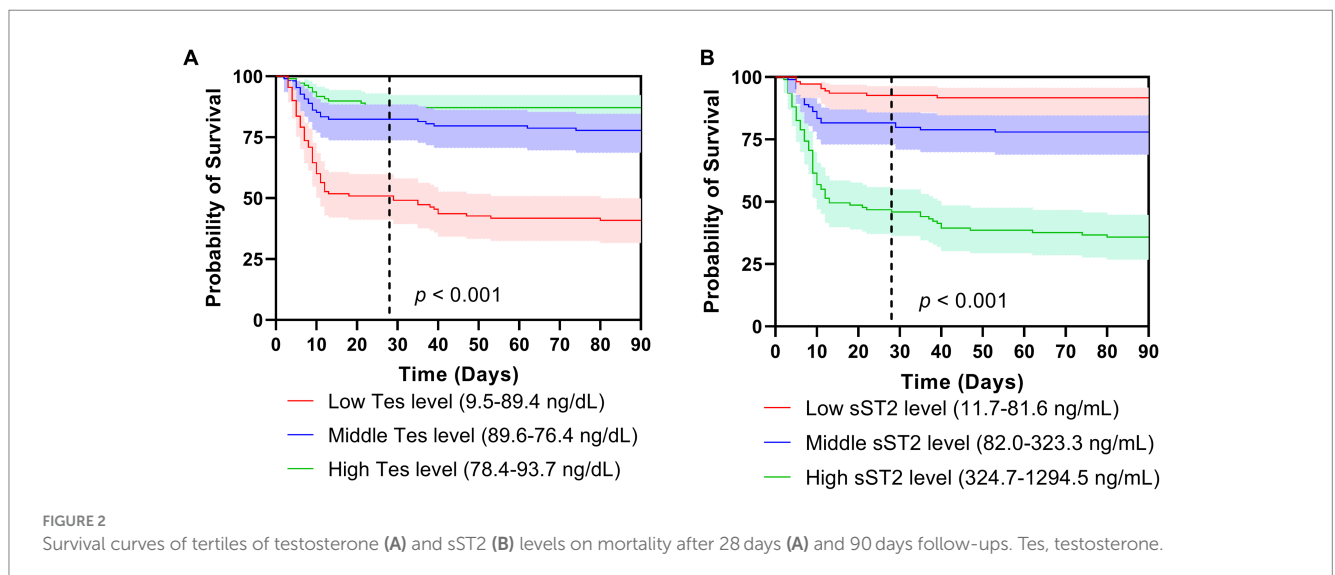 A
Probability of Survival
100
75
50
25
0
0 10 20 30 40 50 60 70 80 90
p < 0.001
Time (Days)
Low Tes level (9.5-89.4 ng/dL)
Middle Tes level (89.6-76.4 ng/dL)
High Tes level (78.4-93.7 ng/dL)
B
Probability of Survival
100
75
50
25
0
0 10 20 30 40 50 60 70 80 90
p < 0.001
Time (Days)
Low sST2 level (11.7-81.6 ng/mL)
Middle sST2 level (82.0-323.3 ng/mL)
High sST2 level (324.7-1294.5 ng/mL)
FIGURE 2
Survival curves of tertiles of testosterone (A) and sST2 (B) levels on mortality after 28 days (A) and 90 days follow-ups. Tes, testosterone.